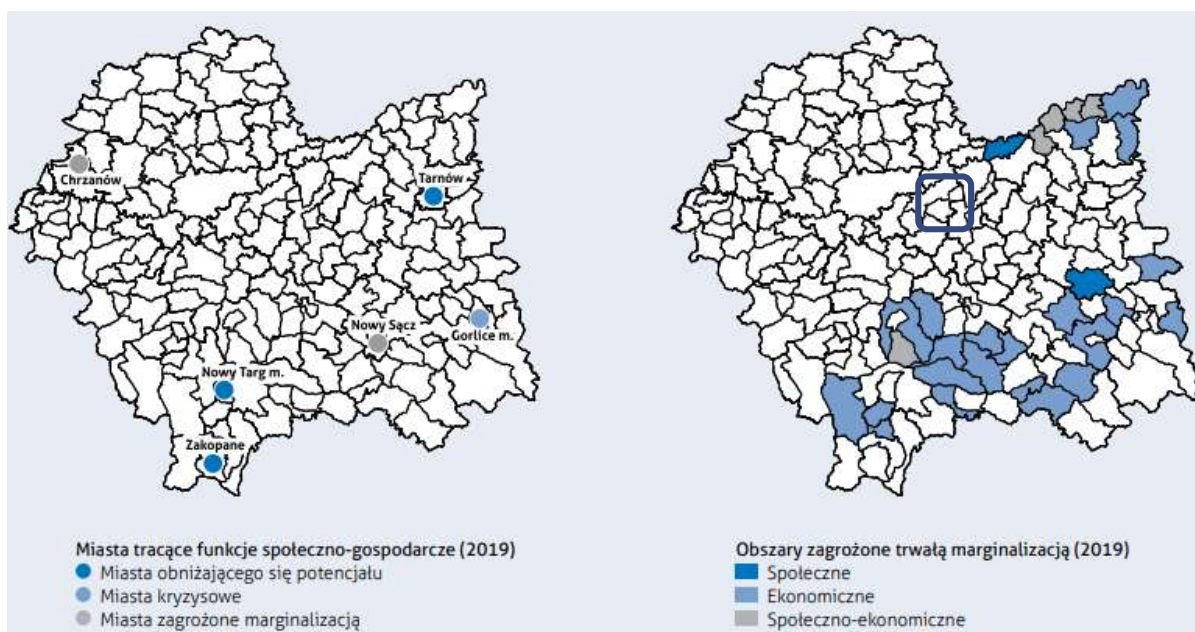 Chrzanów
Tarnów
Nowy Sącz
Gorlice m.
Nowy Targ m.
Zakopane
Miasta tracące funkcje społeczno-gospodarcze (2019)
Miasta obniżającego się potencjału
Miasta kryzysowe
Miasta zagrożone marginalizacją
Obszary zagrożone trwałą marginalizacją (2019)
Społeczne
Ekonomiczne
Społeczno-ekonomiczne